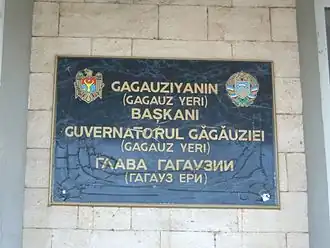 GAGAUZIYANIN
(GAGAUZ YERI)
BAŞKANI
GUVERNATORUL GĂGĂUZIEI
(GAGAUZ YERI)
ГЛАВА ГАГАУЗИИ
(ГАГАУЗ ЕРИ)